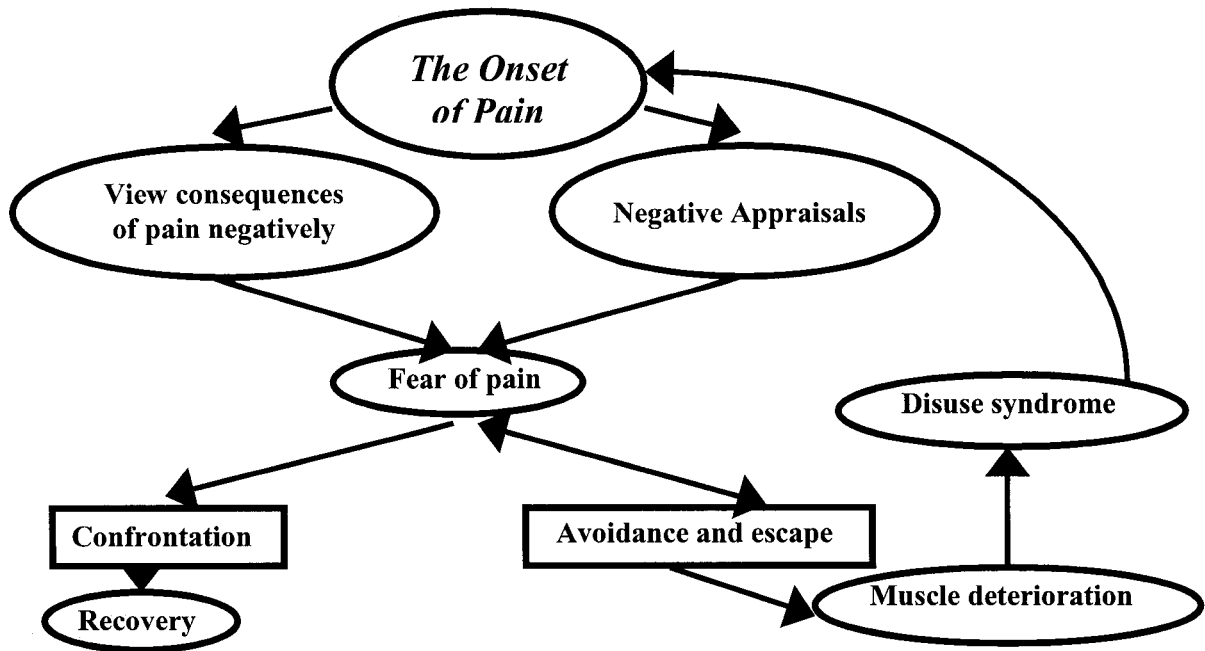 The Onset
of Pain
View consequences
of pain negatively
Negative Appraisals
Fear of pain
Disuse syndrome
Confrontation
Avoidance and escape
Muscle deterioration
Recovery